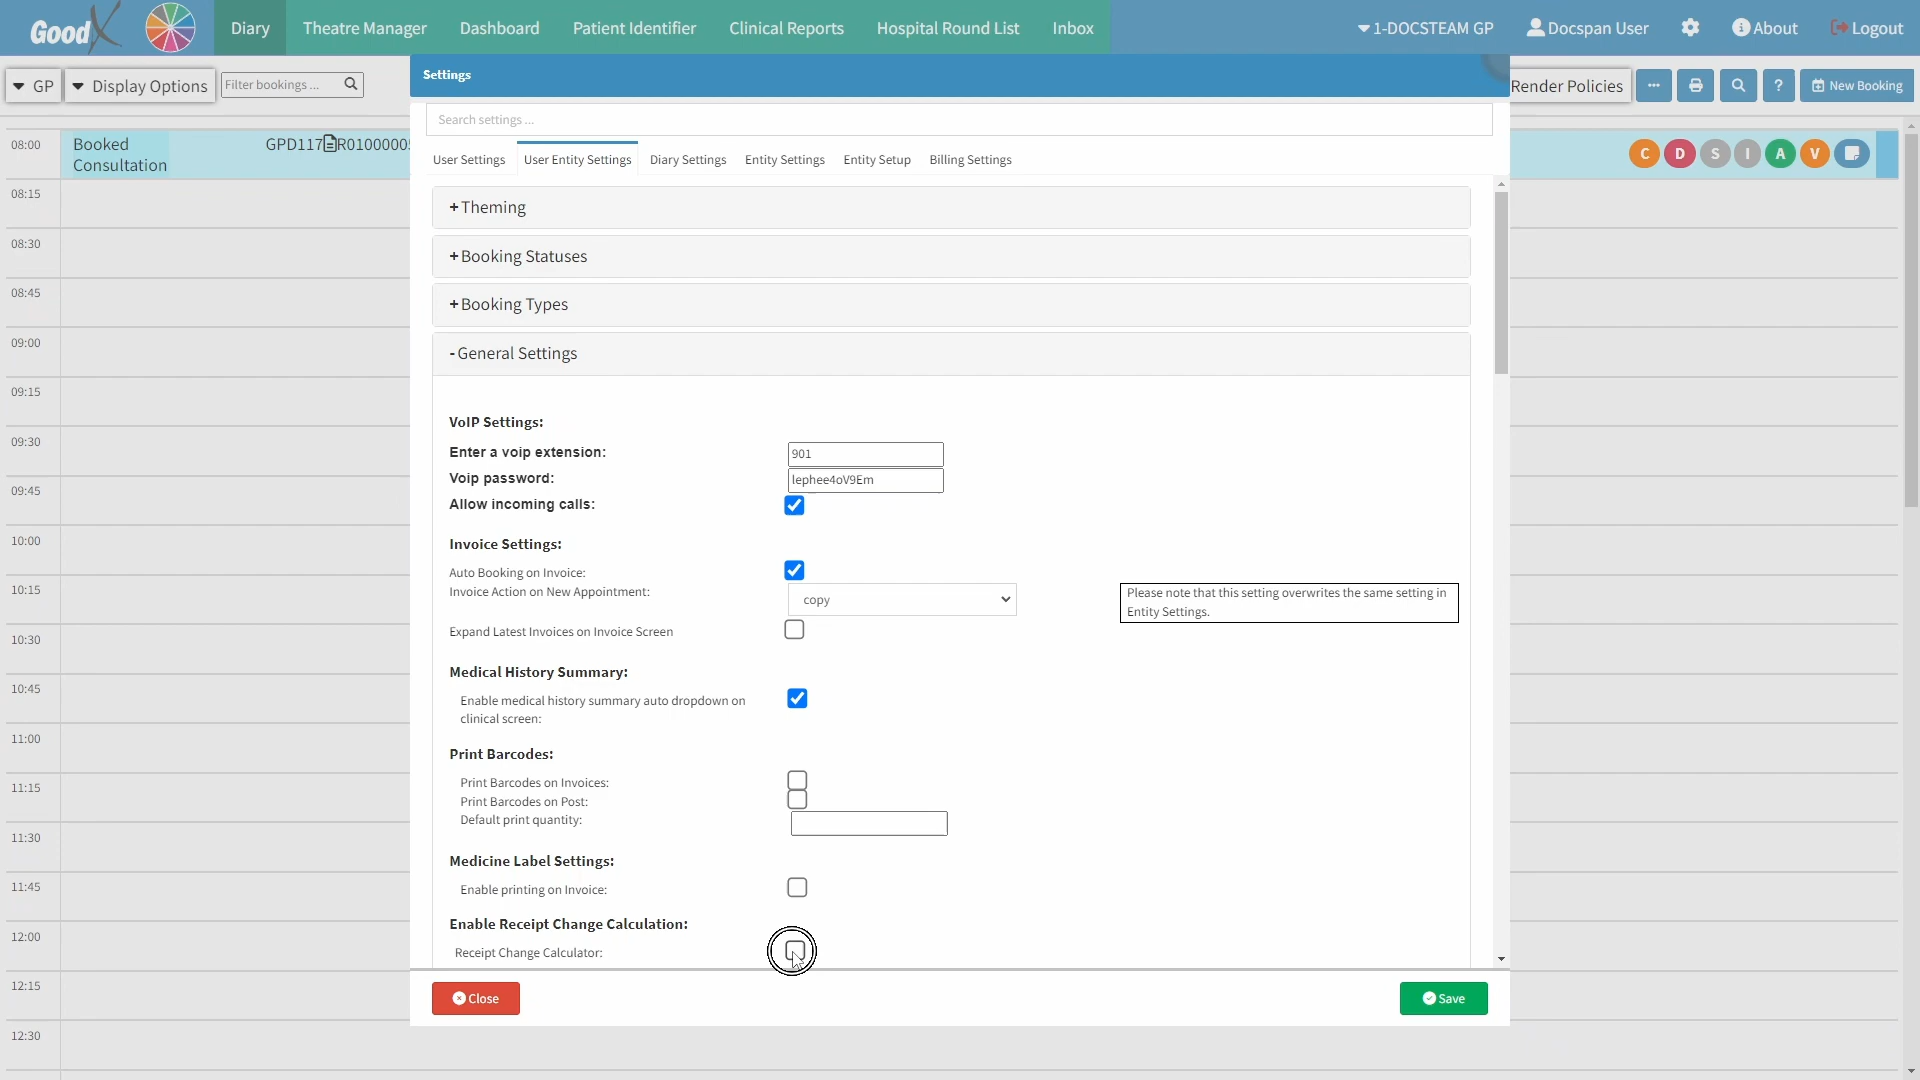 GoodX
Diary
Theatre Manager
Dashboard
Patient Identifier
Clinical Reports
Hospital Round List
Inbox
1-DOCSTEAM GP
Docspan User
About
Logout
GP
Display Options
Filter bookings ...
Render Policies
...
?
New Booking
Settings
Search settings ...
User Settings
User Entity Settings
Diary Settings
Entity Settings
Entity Setup
Billing Settings
08:00
Booked
Consultation
GPD117
R0100000
C
D
S
I
A
V
08:15
08:30
08:45
09:00
09:15
09:30
09:45
10:00
10:15
10:30
10:45
11:00
11:15
11:30
11:45
12:00
12:15
12:30
+ Theming
+ Booking Statuses
+ Booking Types
- General Settings
VoIP Settings:
Enter a voip extension:
901
Voip password:
lephee4oV9Em
Allow incoming calls:
Invoice Settings:
Auto Booking on Invoice:
Invoice Action on New Appointment:
copy
Please note that this setting overwrites the same setting in
Entity Settings.
Expand Latest Invoices on Invoice Screen
Medical History Summary:
Enable medical history summary auto dropdown on
clinical screen:
Print Barcodes:
Print Barcodes on Invoices:
Print Barcodes on Post:
Default print quantity:
Medicine Label Settings:
Enable printing on Invoice:
Enable Receipt Change Calculation:
Receipt Change Calculator:
Close
Save